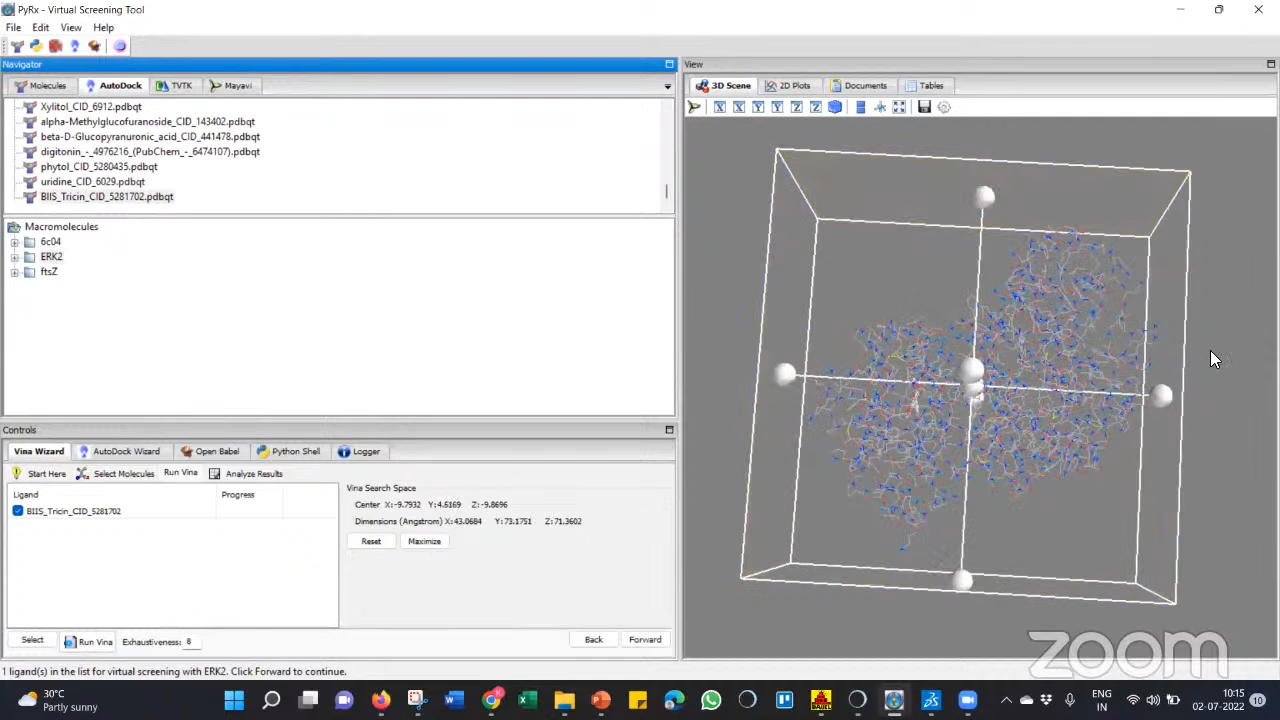 PyRx - Virtual Screening Tool
File Edit View Help
Navigator
View
Molecules AutoDock TVTK Mayavi
3D Scene 2D Plots Documents Tables
Xylitol_CID_6912.pdbqt
alpha-Methylglucofuranoside_CID_143402.pdbqt
beta-D-Glucopyranuronic_acid_CID_441478.pdbqt
digitonin_-_4976216_(PubChem_-_6474107).pdbqt
phytol_CID_5280435.pdbqt
uridine_CID_6029.pdbqt
BIIS_Tricin_CID_5281702.pdbqt
Macromolecules
6c04
ERK2
ftsZ
Controls
Vina Wizard AutoDock Wizard Open Babel Python Shell Logger
Start Here Select Molecules Run Vina Analyze Results
Ligand Progress
BIIS_Tricin_CID_5281702
Vina Search Space
Center X:-9.7932 Y:4.5169 Z:-9.8696
Dimensions (Angstrom) X:43.0684 Y:73.1751 Z:71.3602
Reset Maximize
Select Run Vina Exhaustiveness: 8
Back Forward
zoom
1 ligand(s) in the list for virtual screening with ERK2. Click Forward to continue.
30°C
Partly sunny
ENG
IN
10:15
02-07-2022
10